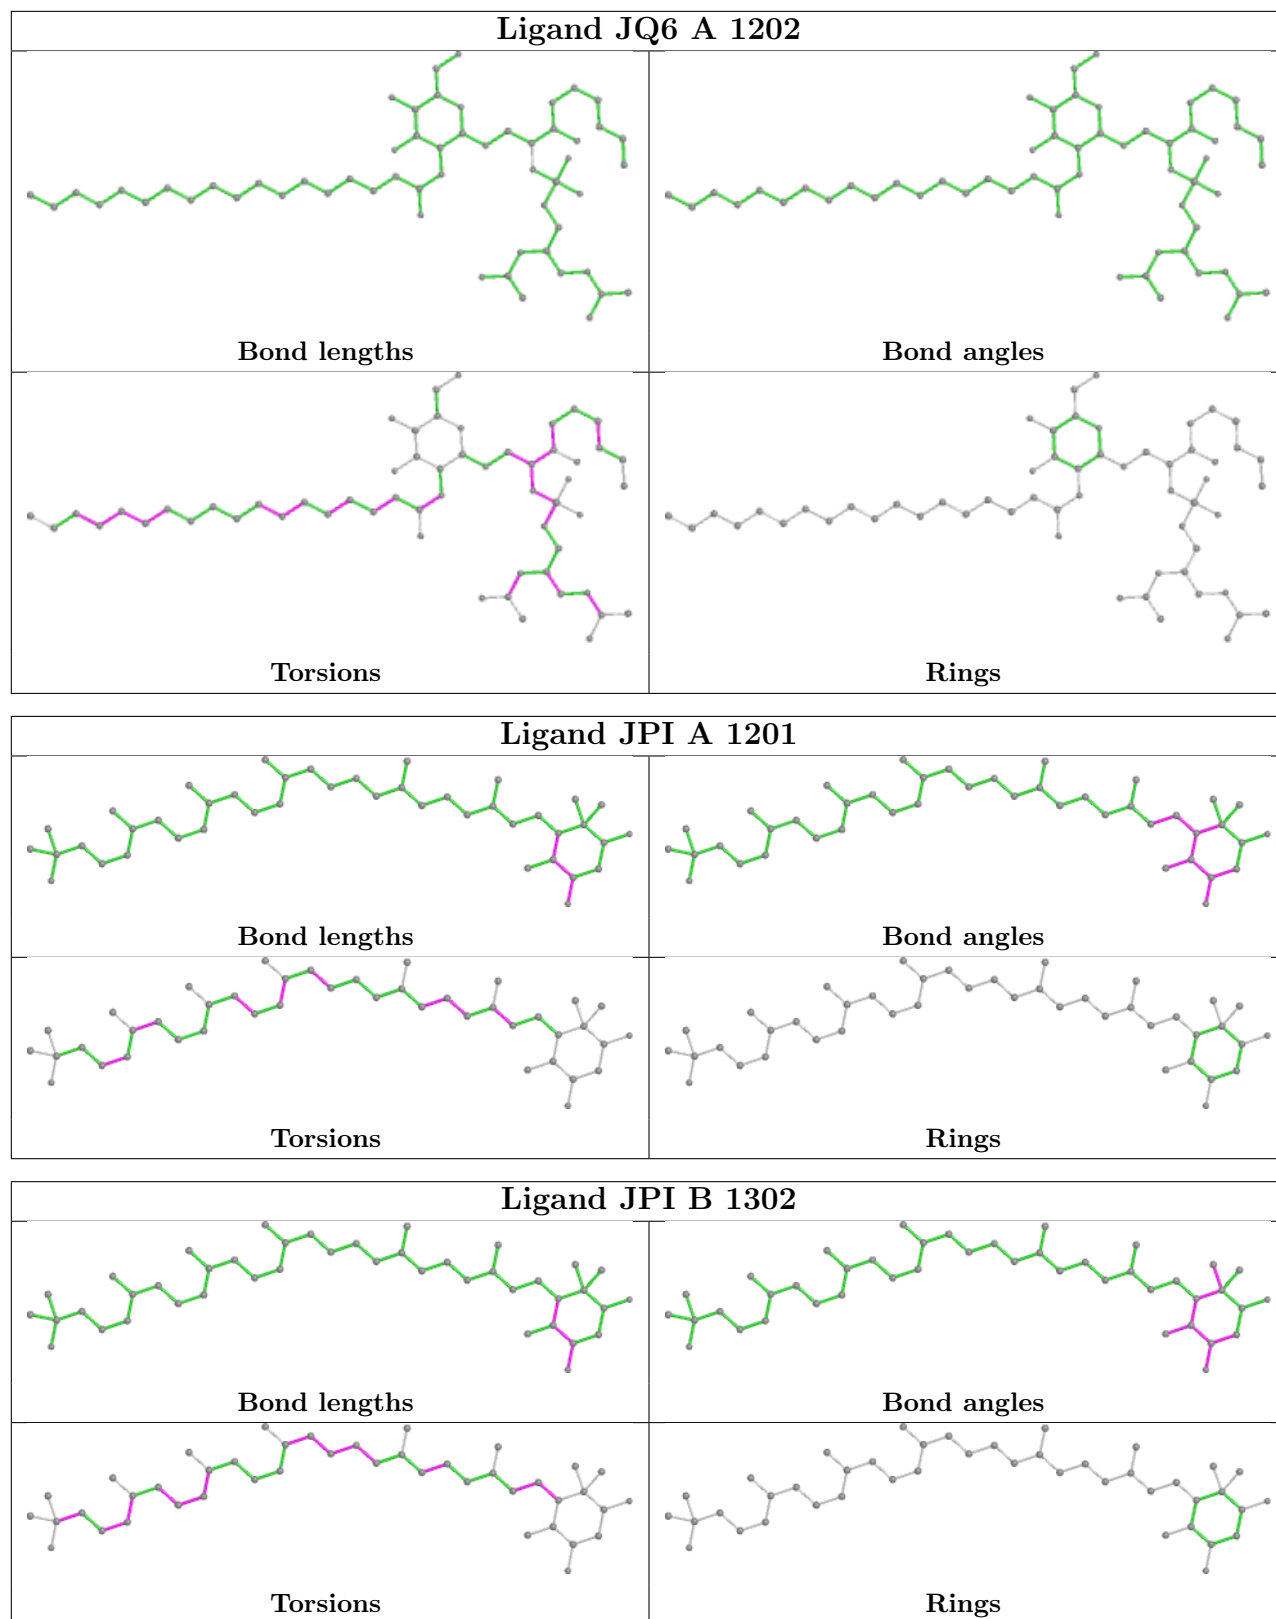 Ligand JQ6 A 1202
Bond lengths
Bond angles
Torsions
Rings
Ligand JPI A 1201
Bond lengths
Bond angles
Torsions
Rings
Ligand JPI B 1302
Bond lengths
Bond angles
Torsions
Rings